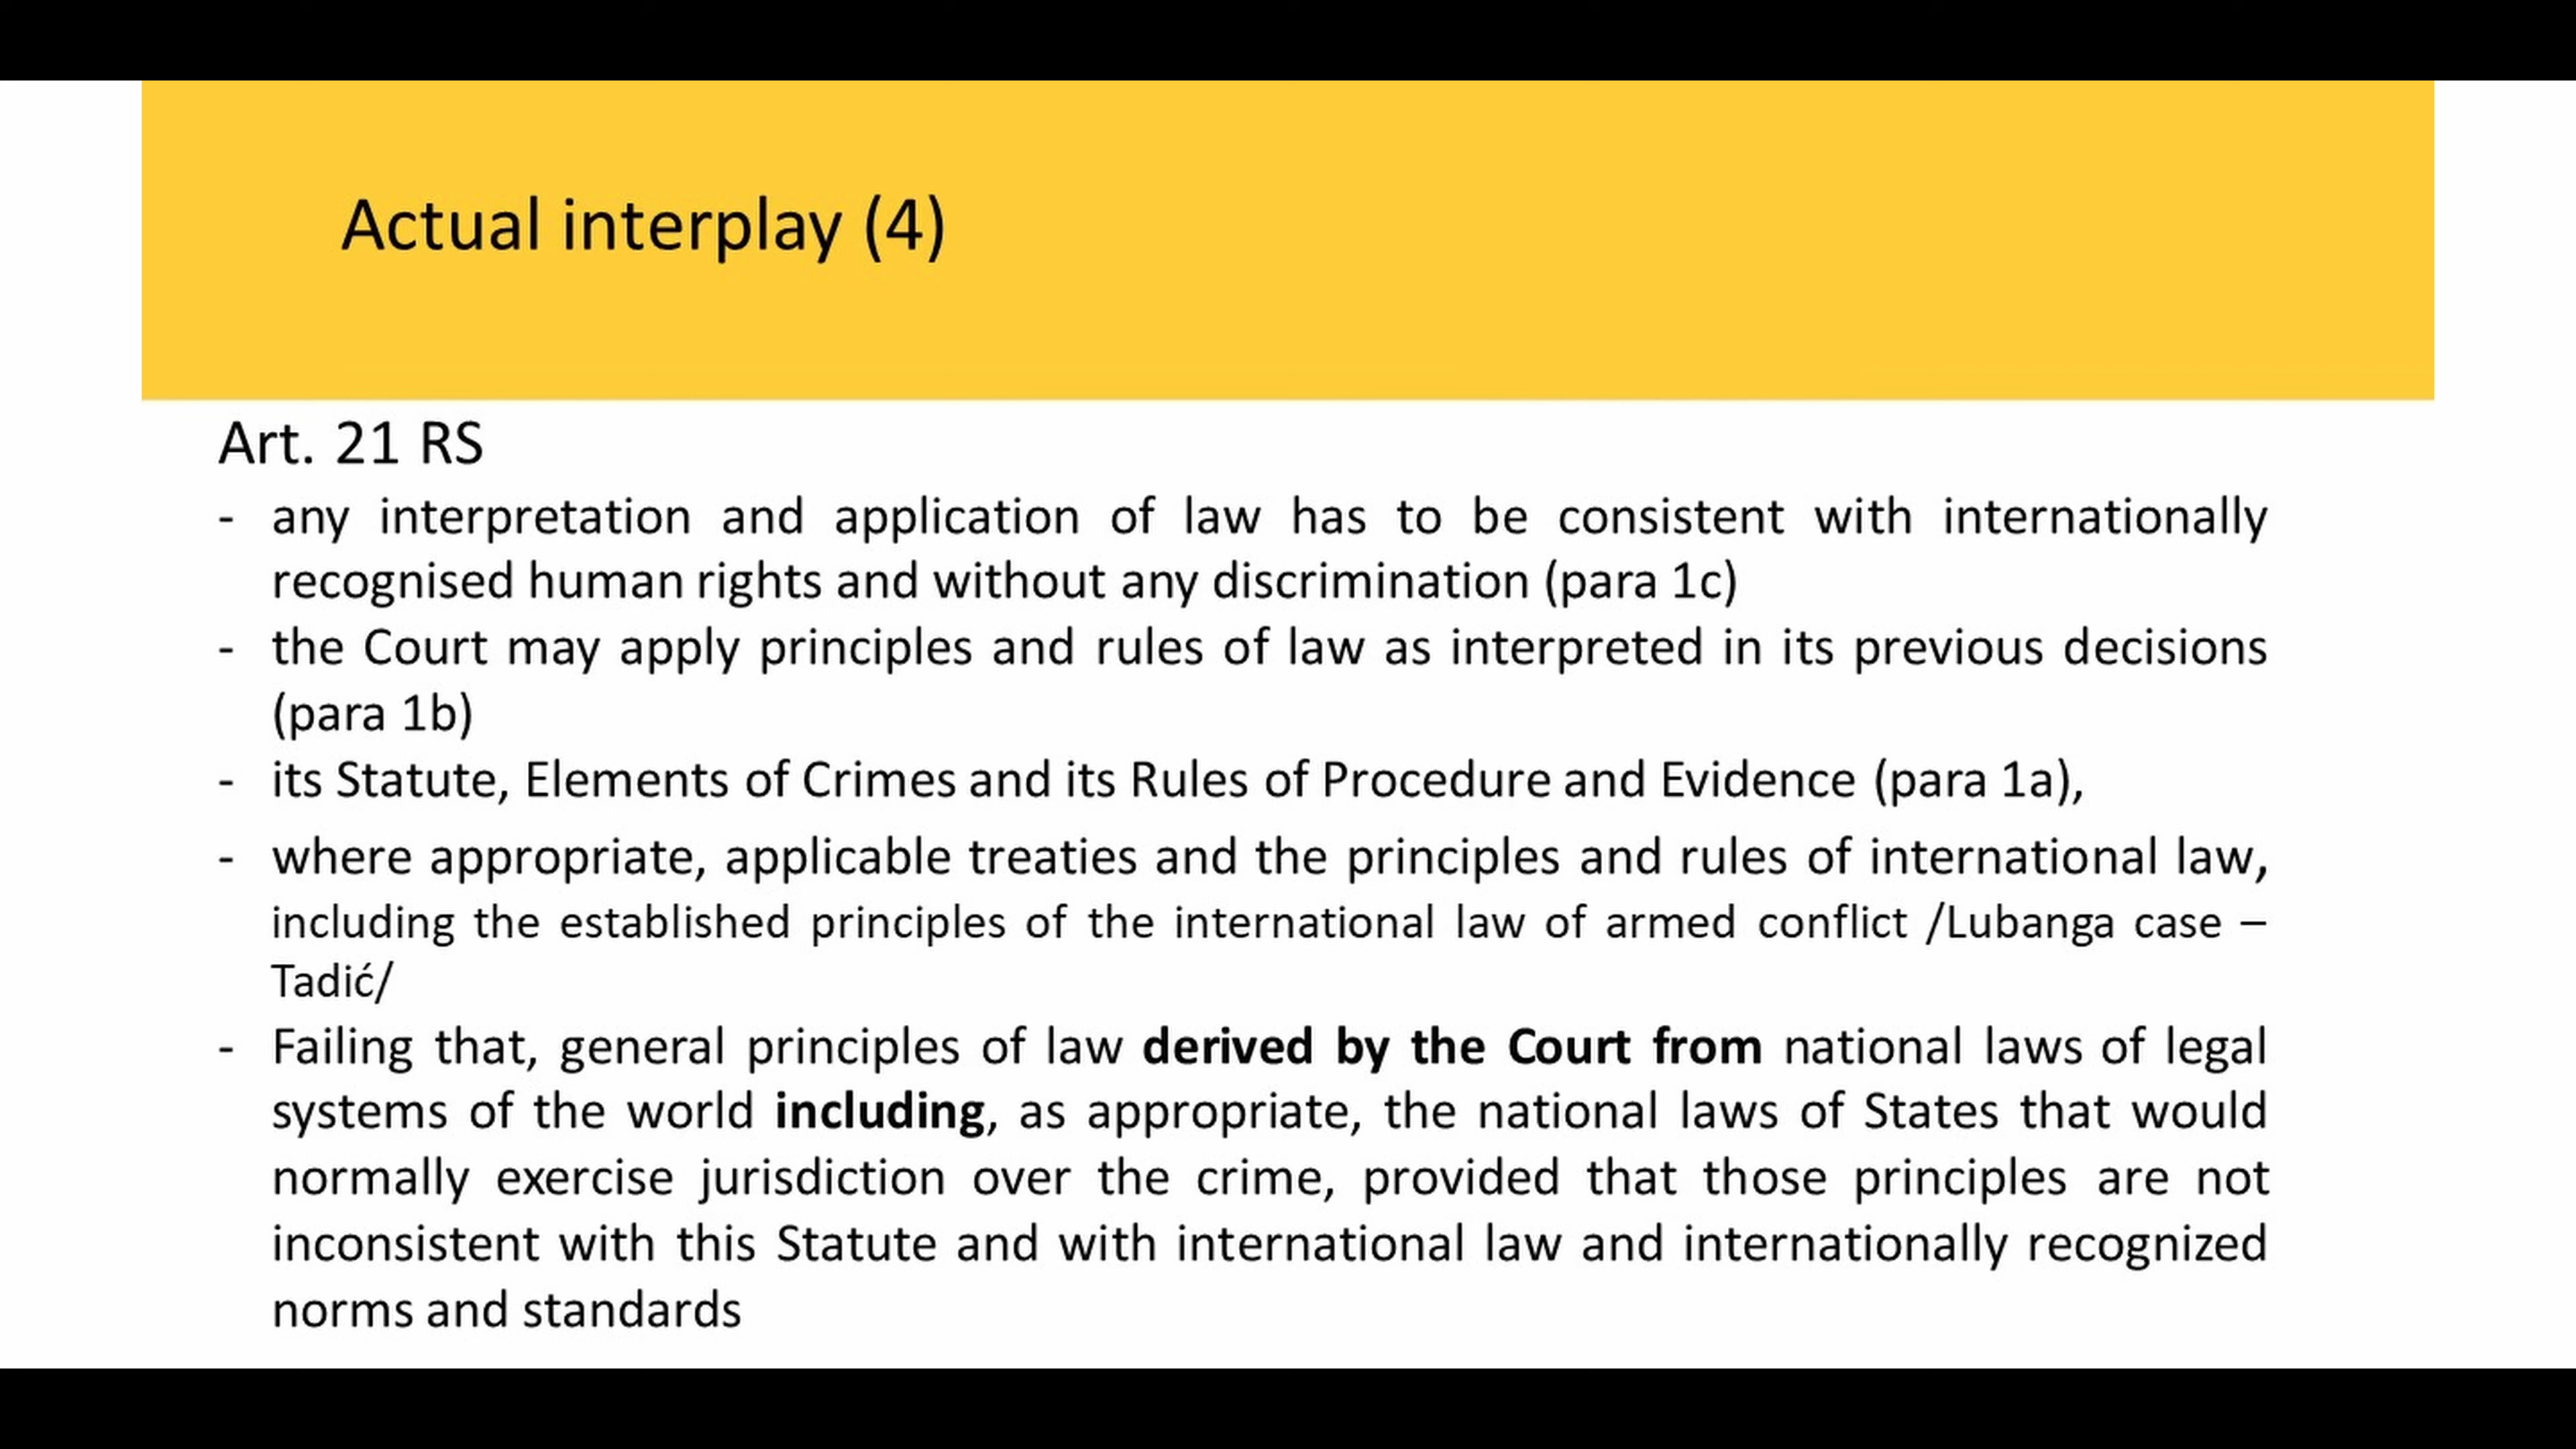 Actual interplay (4)
Art. 21 RS
- any interpretation and application of law has to be consistent with internationally
recognised human rights and without any discrimination (para 1c)
- the Court may apply principles and rules of law as interpreted in its previous decisions
(para 1b)
- its Statute, Elements of Crimes and its Rules of Procedure and Evidence (para 1a),
- where appropriate, applicable treaties and the principles and rules of international law,
including the established principles of the international law of armed conflict /Lubanga case –
Tadić/
- Failing that, general principles of law derived by the Court from national laws of legal
systems of the world including, as appropriate, the national laws of States that would
normally exercise jurisdiction over the crime, provided that those principles are not
inconsistent with this Statute and with international law and internationally recognized
norms and standards